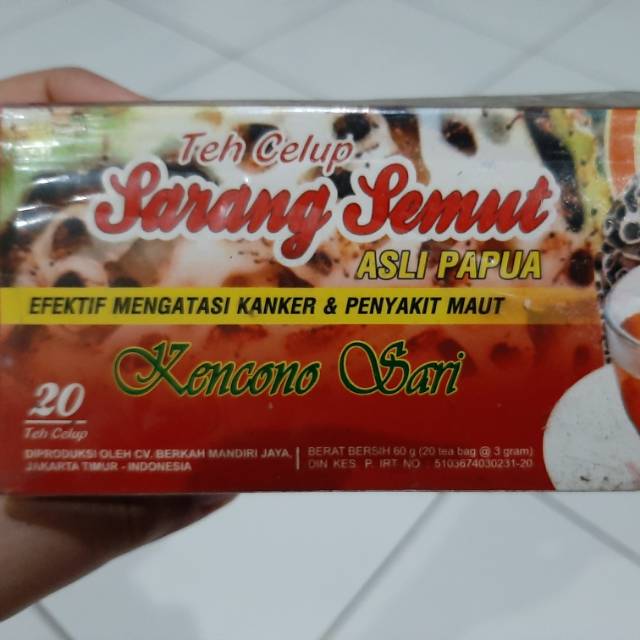 Teh Celup
Sarang Semut
ASLI PAPUA
EFEKTIF MENGATASI KANKER & PENYAKIT MAUT
Kencono Sari
20
Teh Celup
DIPRODUKSI OLEH CV. BERKAH MANDIRI JAYA,
JAKARTA TIMUR - INDONESIA
BERAT BERSIH 60 g (20 tea bag @ 3 gram)
DIN KES P. IRT NO : 5103674030231-20